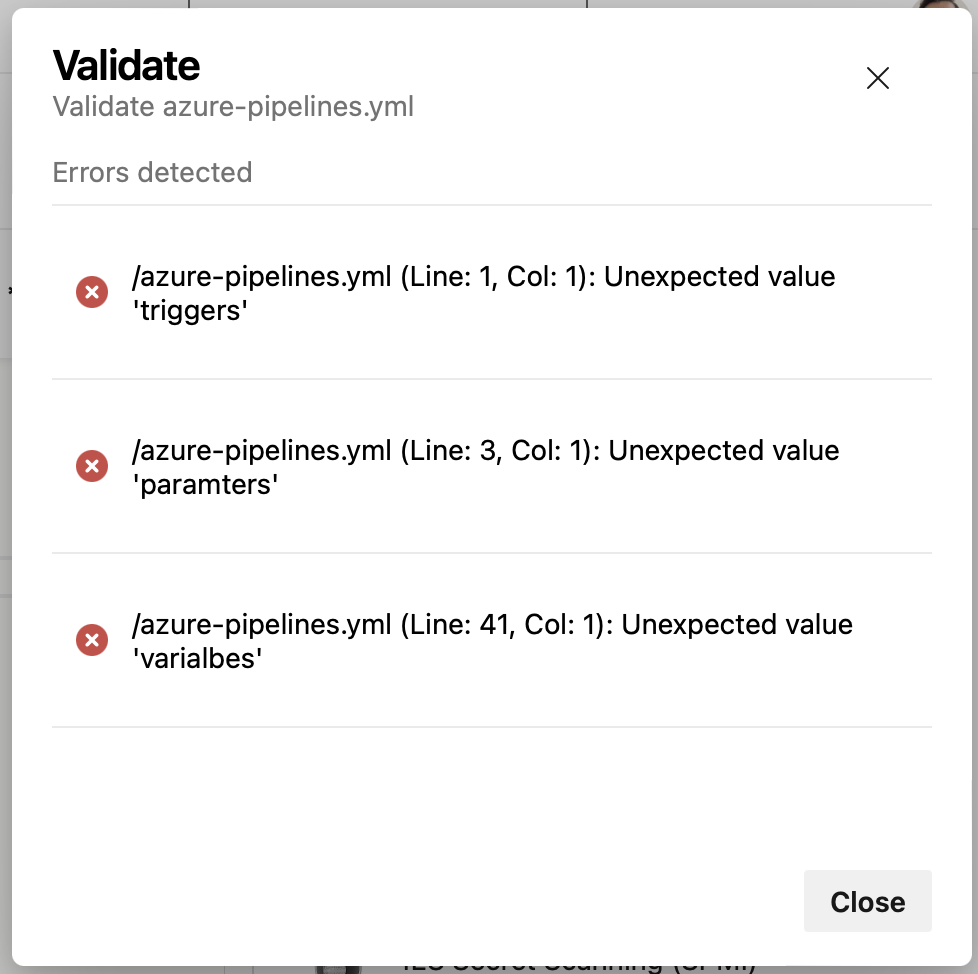 Validate
Validate azure-pipelines.yml
Errors detected
/azure-pipelines.yml (Line: 1, Col: 1): Unexpected value
'triggers'
/azure-pipelines.yml (Line: 3, Col: 1): Unexpected value
'paramters'
/azure-pipelines.yml (Line: 41, Col: 1): Unexpected value
'varialbes'
Close